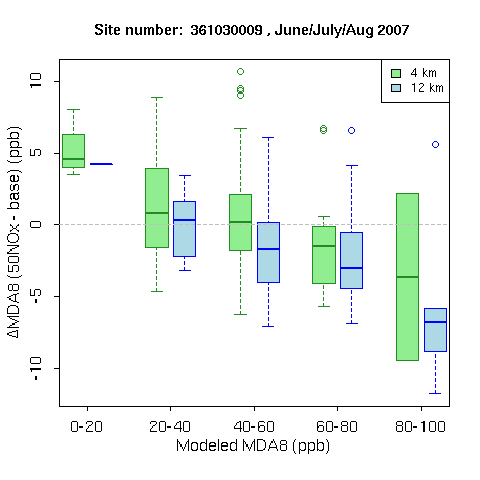 Site number: 361030009 , June/July/Aug 2007
4 km
12 km
ΔMDA8 (50NOx - base) (ppb)
10
5
0
-5
-10
0-20 20-40 40-60 60-80 80-100
Modeled MDA8 (ppb)